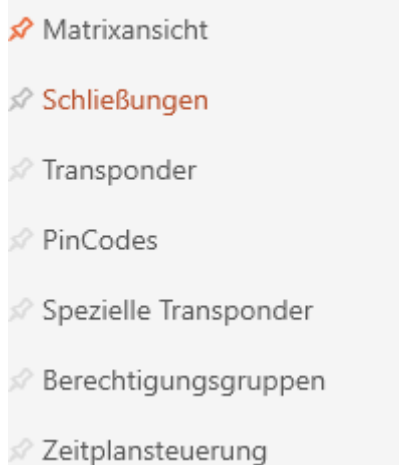 Matrixansicht
Schließungen
Transponder
PinCodes
Spezielle Transponder
Berechtigungsgruppen
Zeitplansteuerung